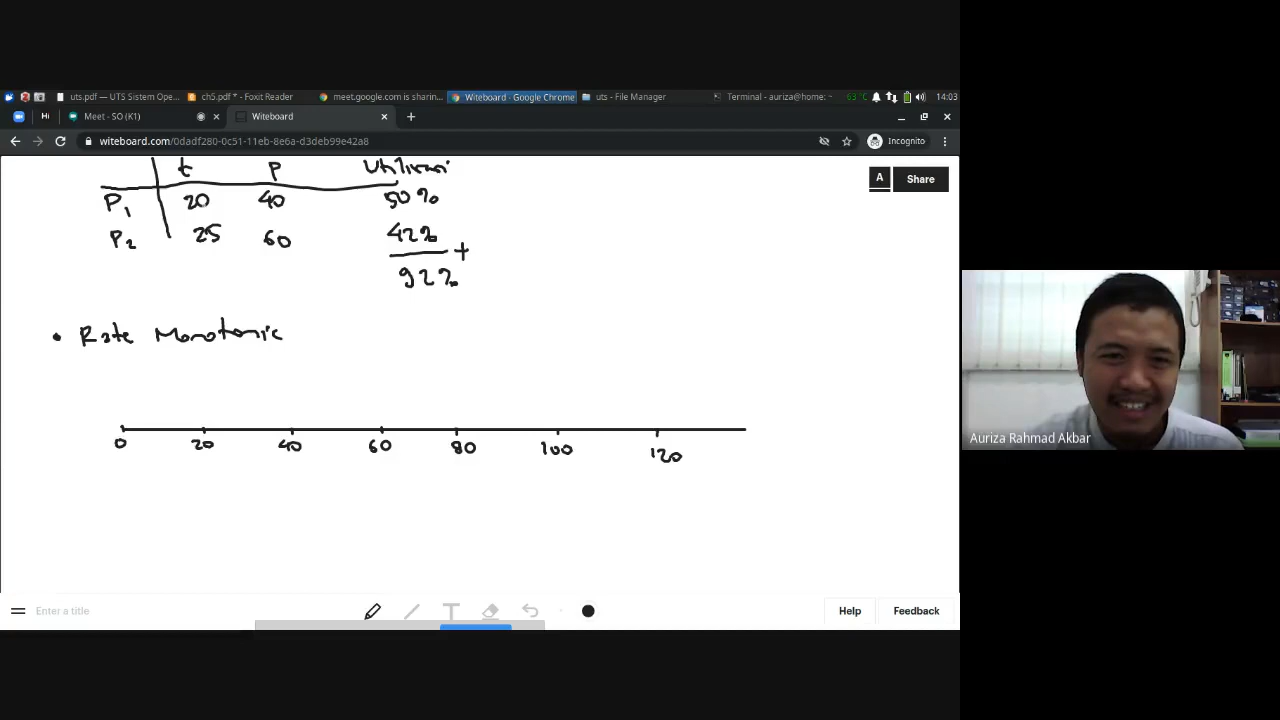 uts.pdf — UTS Sistem Ope... ch5.pdf * - Foxit Reader meet.google.com is sharin... Witeboard - Google Chrome uts - File Manager Terminal - auriza@home: ~ 63°C 14:03
Hi Meet - SO (K1) Witeboard
witeboard.com/0dadf280-0c51-11eb-8e6a-d3deb99e42a8 Incognito
t P Utilisasi
A Share
P1 20 40 50%
P2 25 60 42%
+
92%
• Rate Monotonic
0 20 40 60 80 100 120
Auriza Rahmad Akbar
Enter a title T Help Feedback